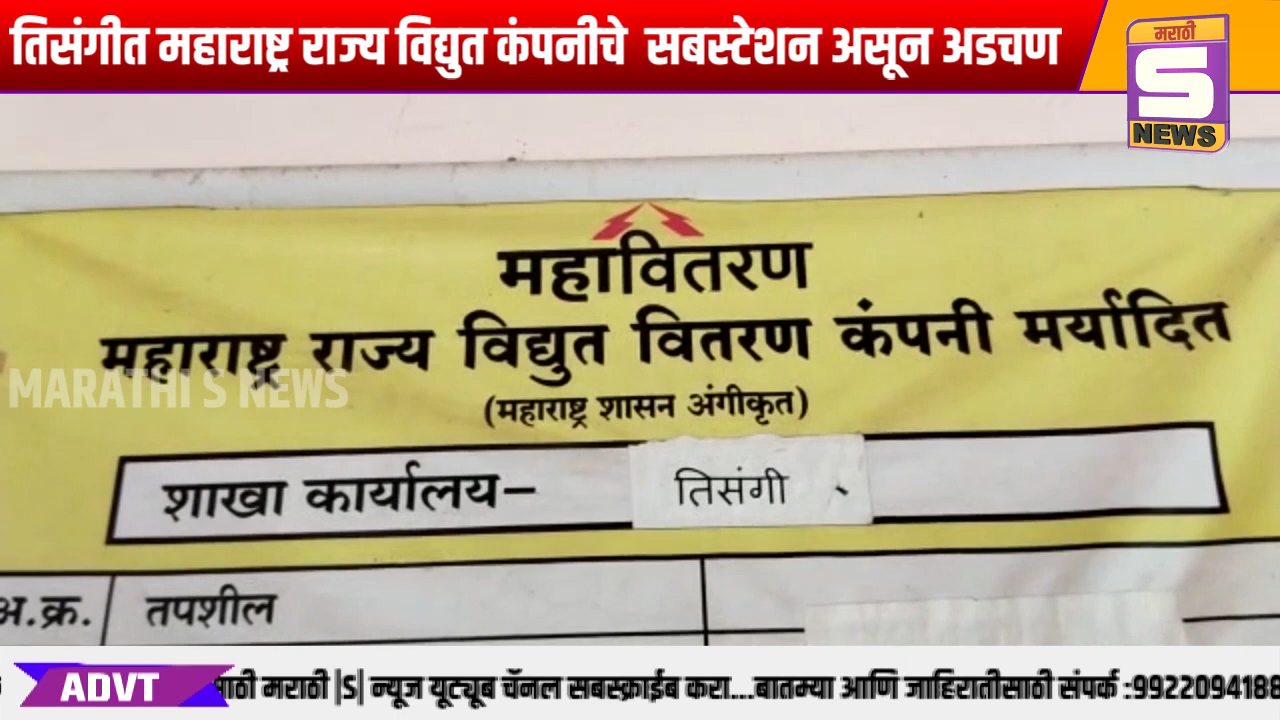 तिसंगीत महाराष्ट्र राज्य विद्युत कंपनीचे सबस्टेशन असून अडचण
मराठी
S
NEWS
महावितरण
महाराष्ट्र राज्य विद्युत वितरण कंपनी मर्यादित
MARATHI S NEWS
(महाराष्ट्र शासन अंगीकृत)
शाखा कार्यालय– तिसंगी
अ.क्र. तपशील
ADVT
मराठी |S| न्यूज यूट्यूब चॅनल सबस्क्राईब करा...बातम्या आणि जाहिरातीसाठी संपर्क :9922094188